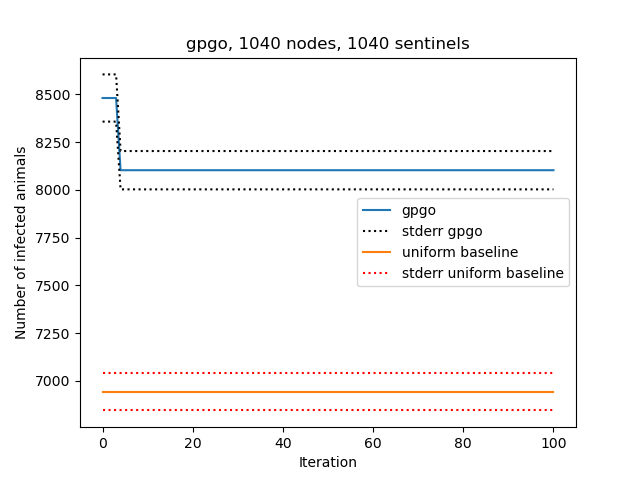 gpgo, 1040 nodes, 1040 sentinels
Number of infected animals
8500
8250
8000
7750
7500
7250
7000
gpgo
stderr gpgo
uniform baseline
stderr uniform baseline
0 20 40 60 80 100
Iteration